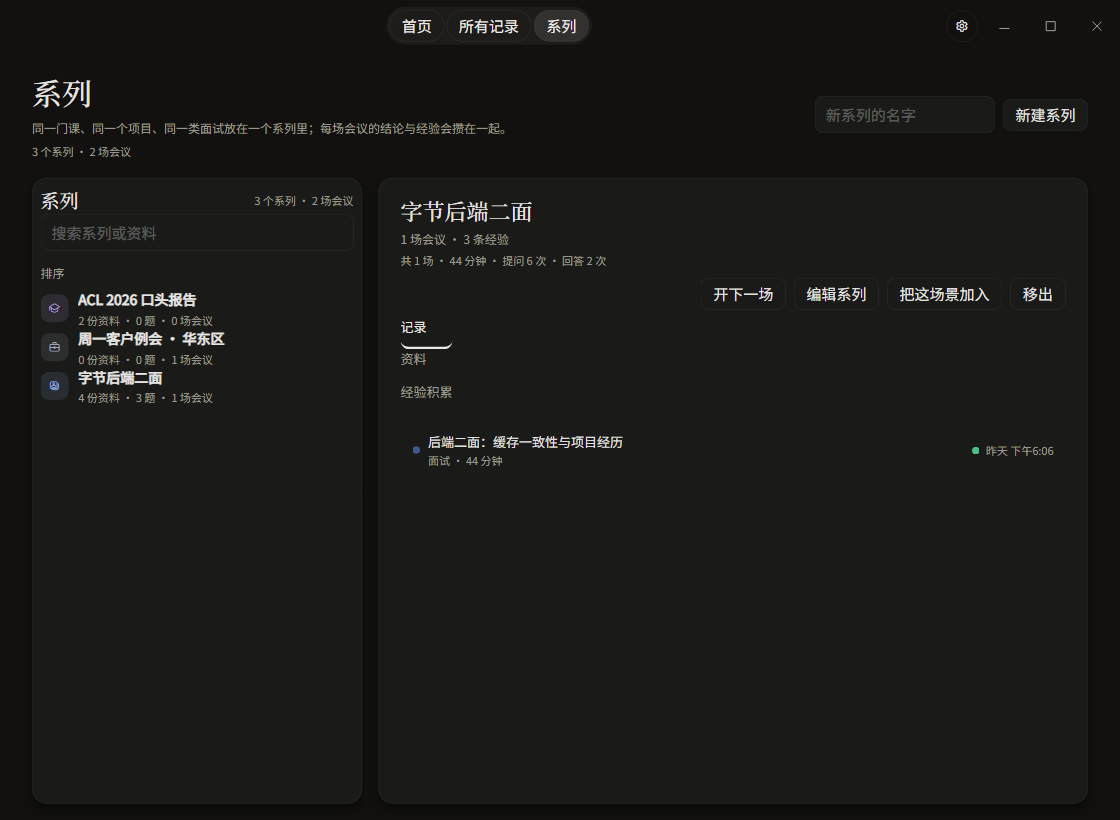 首页 所有记录 系列
系列
同一门课、同一个项目、同一类面试放在一个系列里；每场会议的结论与经验会攒在一起。
3 个系列 · 2 场会议
新系列的名字 新建系列
系列 3 个系列 · 2 场会议
搜索系列或资料
排序
ACL 2026 口头报告
2 份资料 · 0 题 · 0 场会议
周一客户例会 · 华东区
0 份资料 · 0 题 · 1 场会议
字节后端二面
4 份资料 · 3 题 · 1 场会议
字节后端二面
1 场会议 · 3 条经验
共 1 场 · 44 分钟 · 提问 6 次 · 回答 2 次
开下一场 编辑系列 把这场景加入 移出
记录
资料
经验积累
后端二面：缓存一致性与项目经历
面试 · 44 分钟
昨天 下午6:06